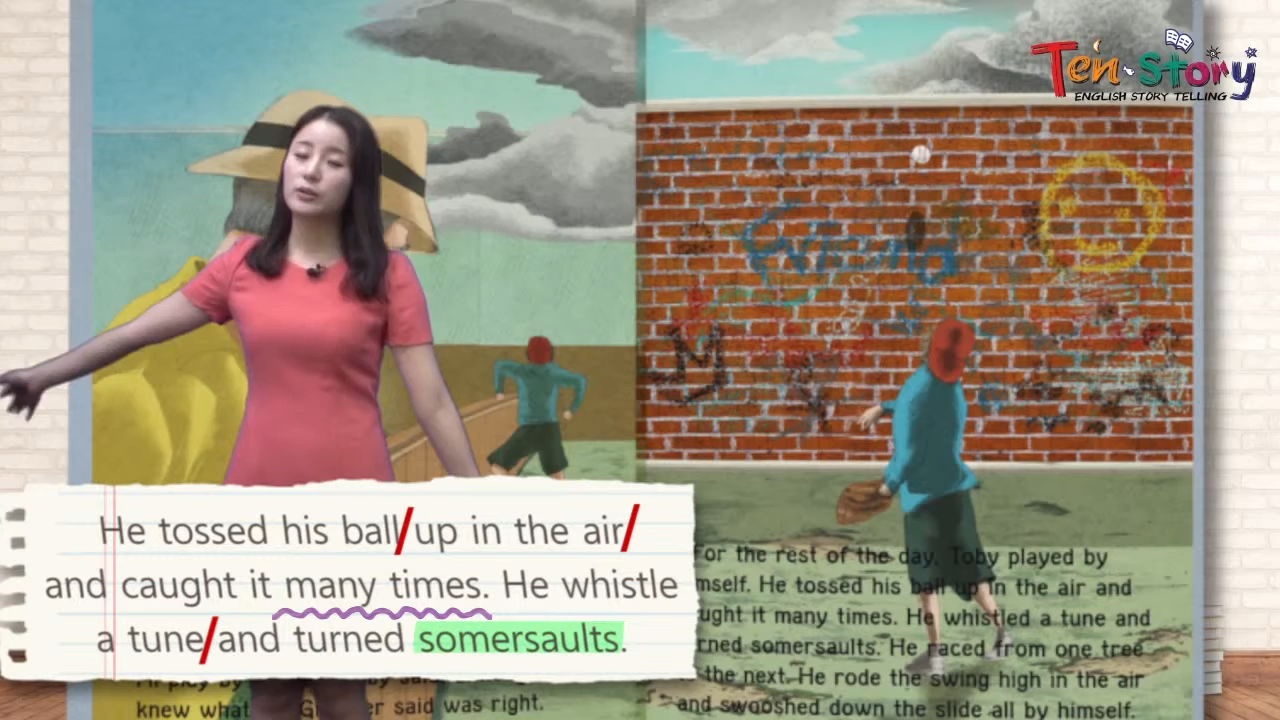 Ten Story
ENGLISH STORY TELLING
He tossed his ball/up in the air/
and caught it many times. He whistle
a tune/and turned somersaults.
For the rest of the day, Toby played by
mself. He tossed his ball up in the air and
ught it many times. He whistled a tune and
rned somersaults. He raced from one tree
the next. He rode the swing high in the air
and swooshed down the slide all by himself.
knew what said was right.